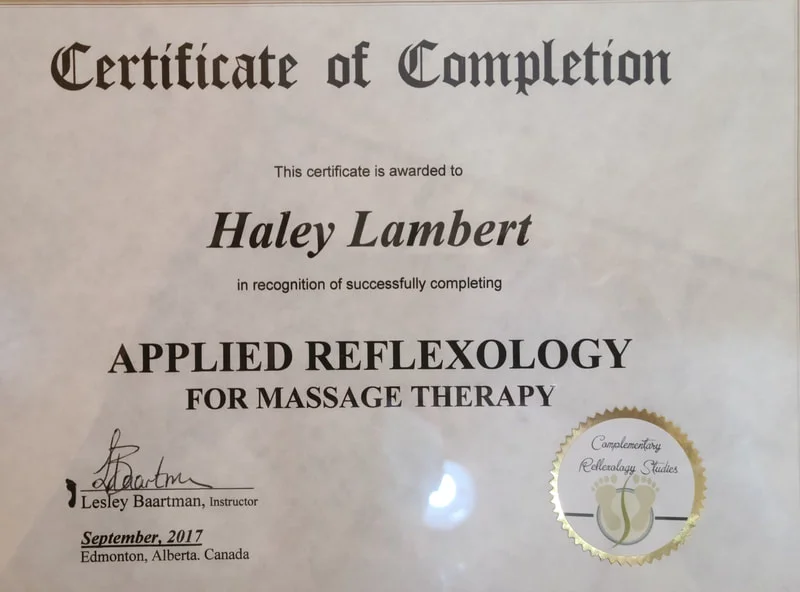 Certificate of Completion
This certificate is awarded to
Haley Lambert
in recognition of successfully completing
APPLIED REFLEXOLOGY
FOR MASSAGE THERAPY
LBaartman
Lesley Baartman, Instructor
September, 2017
Edmonton, Alberta. Canada
Complementary
Reflexology Studies